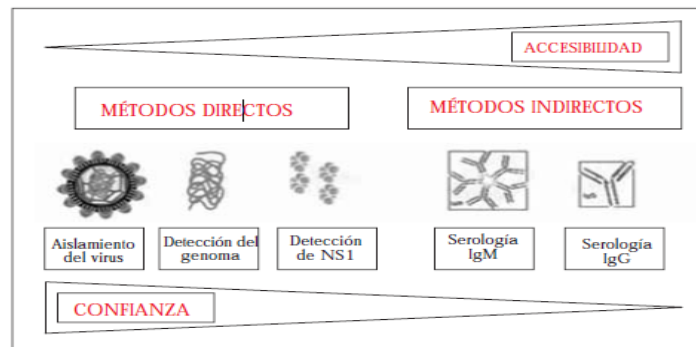 ACCESIBILIDAD
MÉTODOS DIRECTOS
MÉTODOS INDIRECTOS
Aislamiento
del virus
Detección del
genoma
Detección
de NS1
Serología
IgM
Serología
IgG
CONFIANZA